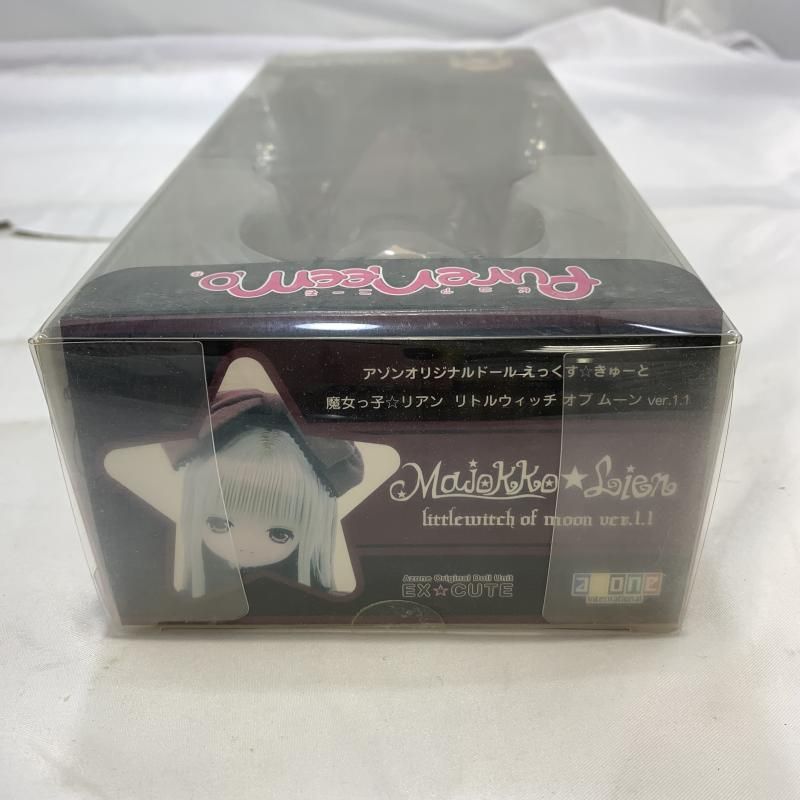 PureNeemo®
ピュアニーモ
アゾンオリジナルドール えっくす☆きゅーと
魔女っ子☆リアン リトルウィッチ オブ ムーン ver.1.1
Majokko★Lien
littlewitch of moon ver.1.1
Azone Original Doll Unit
EX☆CUTE
azone
international